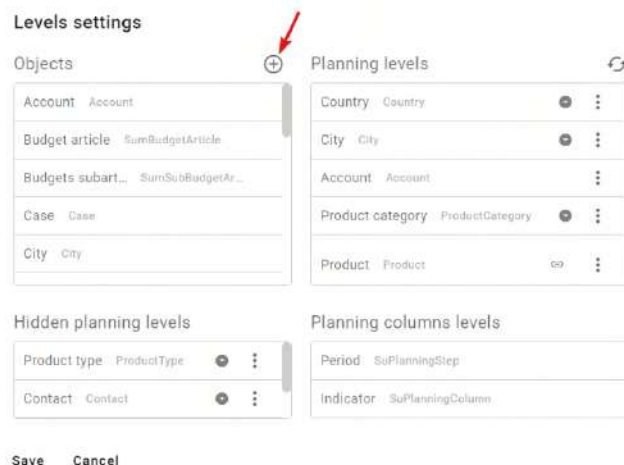 Levels settings
Objects
Account Account
Budget article SumBudgetArticle
Budgets subart... SumSubBudgetAr...
Case Case
City City
Planning levels
Country Country
City City
Account Account
Product category ProductCategory
Product Product
Hidden planning levels
Product type ProductType
Contact Contact
Planning columns levels
Period SuPlanningStep
Indicator SuPlanningColumn
Save Cancel